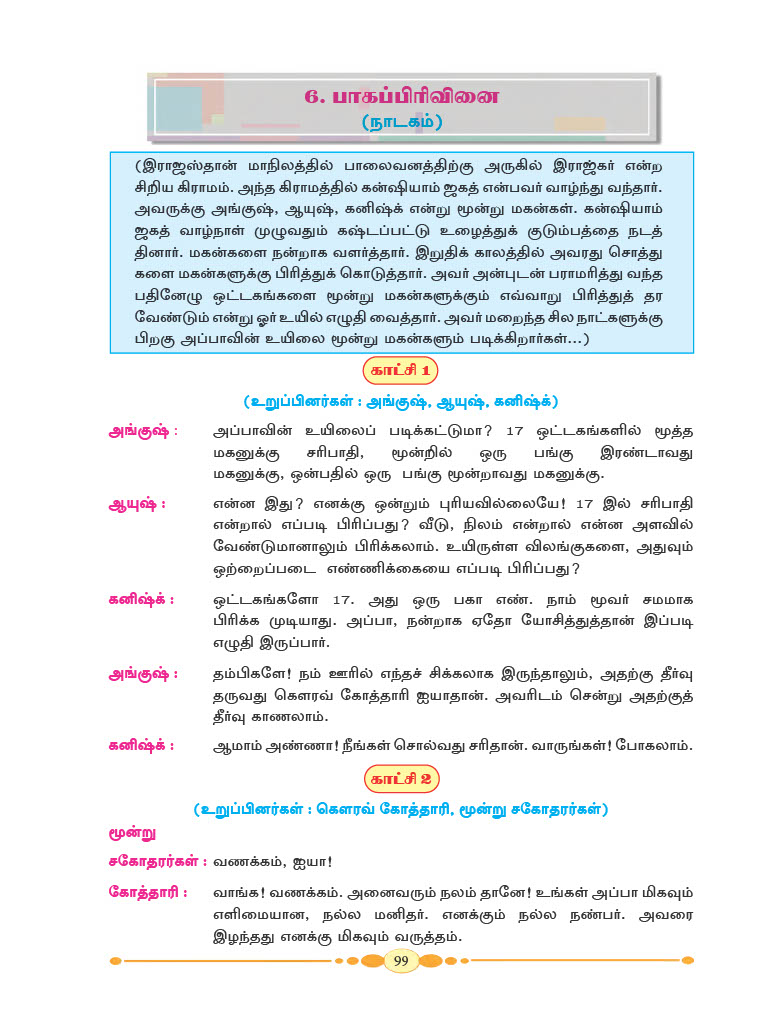 6. பாகப்பிரிவினை
(நாடகம்)
(இராஜஸ்தான் மாநிலத்தில் பாலைவனத்திற்கு அருகில் இராஜ்கர் என்ற
சிறிய கிராமம். அந்த கிராமத்தில் கன்ஷியாம் ஜகத் என்பவர் வாழ்ந்து வந்தார்.
அவருக்கு அங்குஷ், ஆயுஷ், கனிஷ்க் என்று மூன்று மகன்கள். கன்ஷியாம்
ஜகத் வாழ்நாள் முழுவதும் கஷ்டப்பட்டு உழைத்துக் குடும்பத்தை நடத்
தினார். மகன்களை நன்றாக வளர்த்தார். இறுதிக் காலத்தில் அவரது சொத்து
களை மகன்களுக்கு பிரித்துக் கொடுத்தார். அவர் அன்புடன் பராமரித்து வந்த
பதினேழு ஒட்டகங்களை மூன்று மகன்களுக்கும் எவ்வாறு பிரித்துத் தர
வேண்டும் என்று ஓர் உயில் எழுதி வைத்தார். அவர் மறைந்த சில நாட்களுக்கு
பிறகு அப்பாவின் உயிலை மூன்று மகன்களும் படிக்கிறார்கள்...)
காட்சி 1
(உறுப்பினர்கள் : அங்குஷ், ஆயுஷ், கனிஷ்க்)
அங்குஷ் : அப்பாவின் உயிலைப் படிக்கட்டுமா? 17 ஒட்டகங்களில் மூத்த
மகனுக்கு சரிபாதி, மூன்றில் ஒரு பங்கு இரண்டாவது
மகனுக்கு, ஒன்பதில் ஒரு பங்கு மூன்றாவது மகனுக்கு.
ஆயுஷ் : என்ன இது? எனக்கு ஒன்றும் புரியவில்லையே! 17 இல் சரிபாதி
என்றால் எப்படி பிரிப்பது? வீடு, நிலம் என்றால் என்ன அளவில்
வேண்டுமானாலும் பிரிக்கலாம். உயிருள்ள விலங்குகளை, அதுவும்
ஒற்றைப்படை எண்ணிக்கையை எப்படி பிரிப்பது?
கனிஷ்க் : ஒட்டகங்களோ 17. அது ஒரு பகா எண். நாம் மூவர் சமமாக
பிரிக்க முடியாது. அப்பா, நன்றாக ஏதோ யோசித்துத்தான் இப்படி
எழுதி இருப்பார்.
அங்குஷ் : தம்பிகளே! நம் ஊரில் எந்தச் சிக்கலாக இருந்தாலும், அதற்கு தீர்வு
தருவது கௌரவ் கோத்தாரி ஐயாதான். அவரிடம் சென்று அதற்குத்
தீர்வு காணலாம்.
கனிஷ்க் : ஆமாம் அண்ணா! நீங்கள் சொல்வது சரிதான். வாருங்கள்! போகலாம்.
காட்சி 2
(உறுப்பினர்கள் : கௌரவ் கோத்தாரி, மூன்று சகோதரர்கள்)
மூன்று
சகோதரர்கள் : வணக்கம், ஐயா!
கோத்தாரி : வாங்க! வணக்கம். அனைவரும் நலம் தானே! உங்கள் அப்பா மிகவும்
எளிமையான, நல்ல மனிதர். எனக்கும் நல்ல நண்பர். அவரை
இழந்தது எனக்கு மிகவும் வருத்தம்.
99